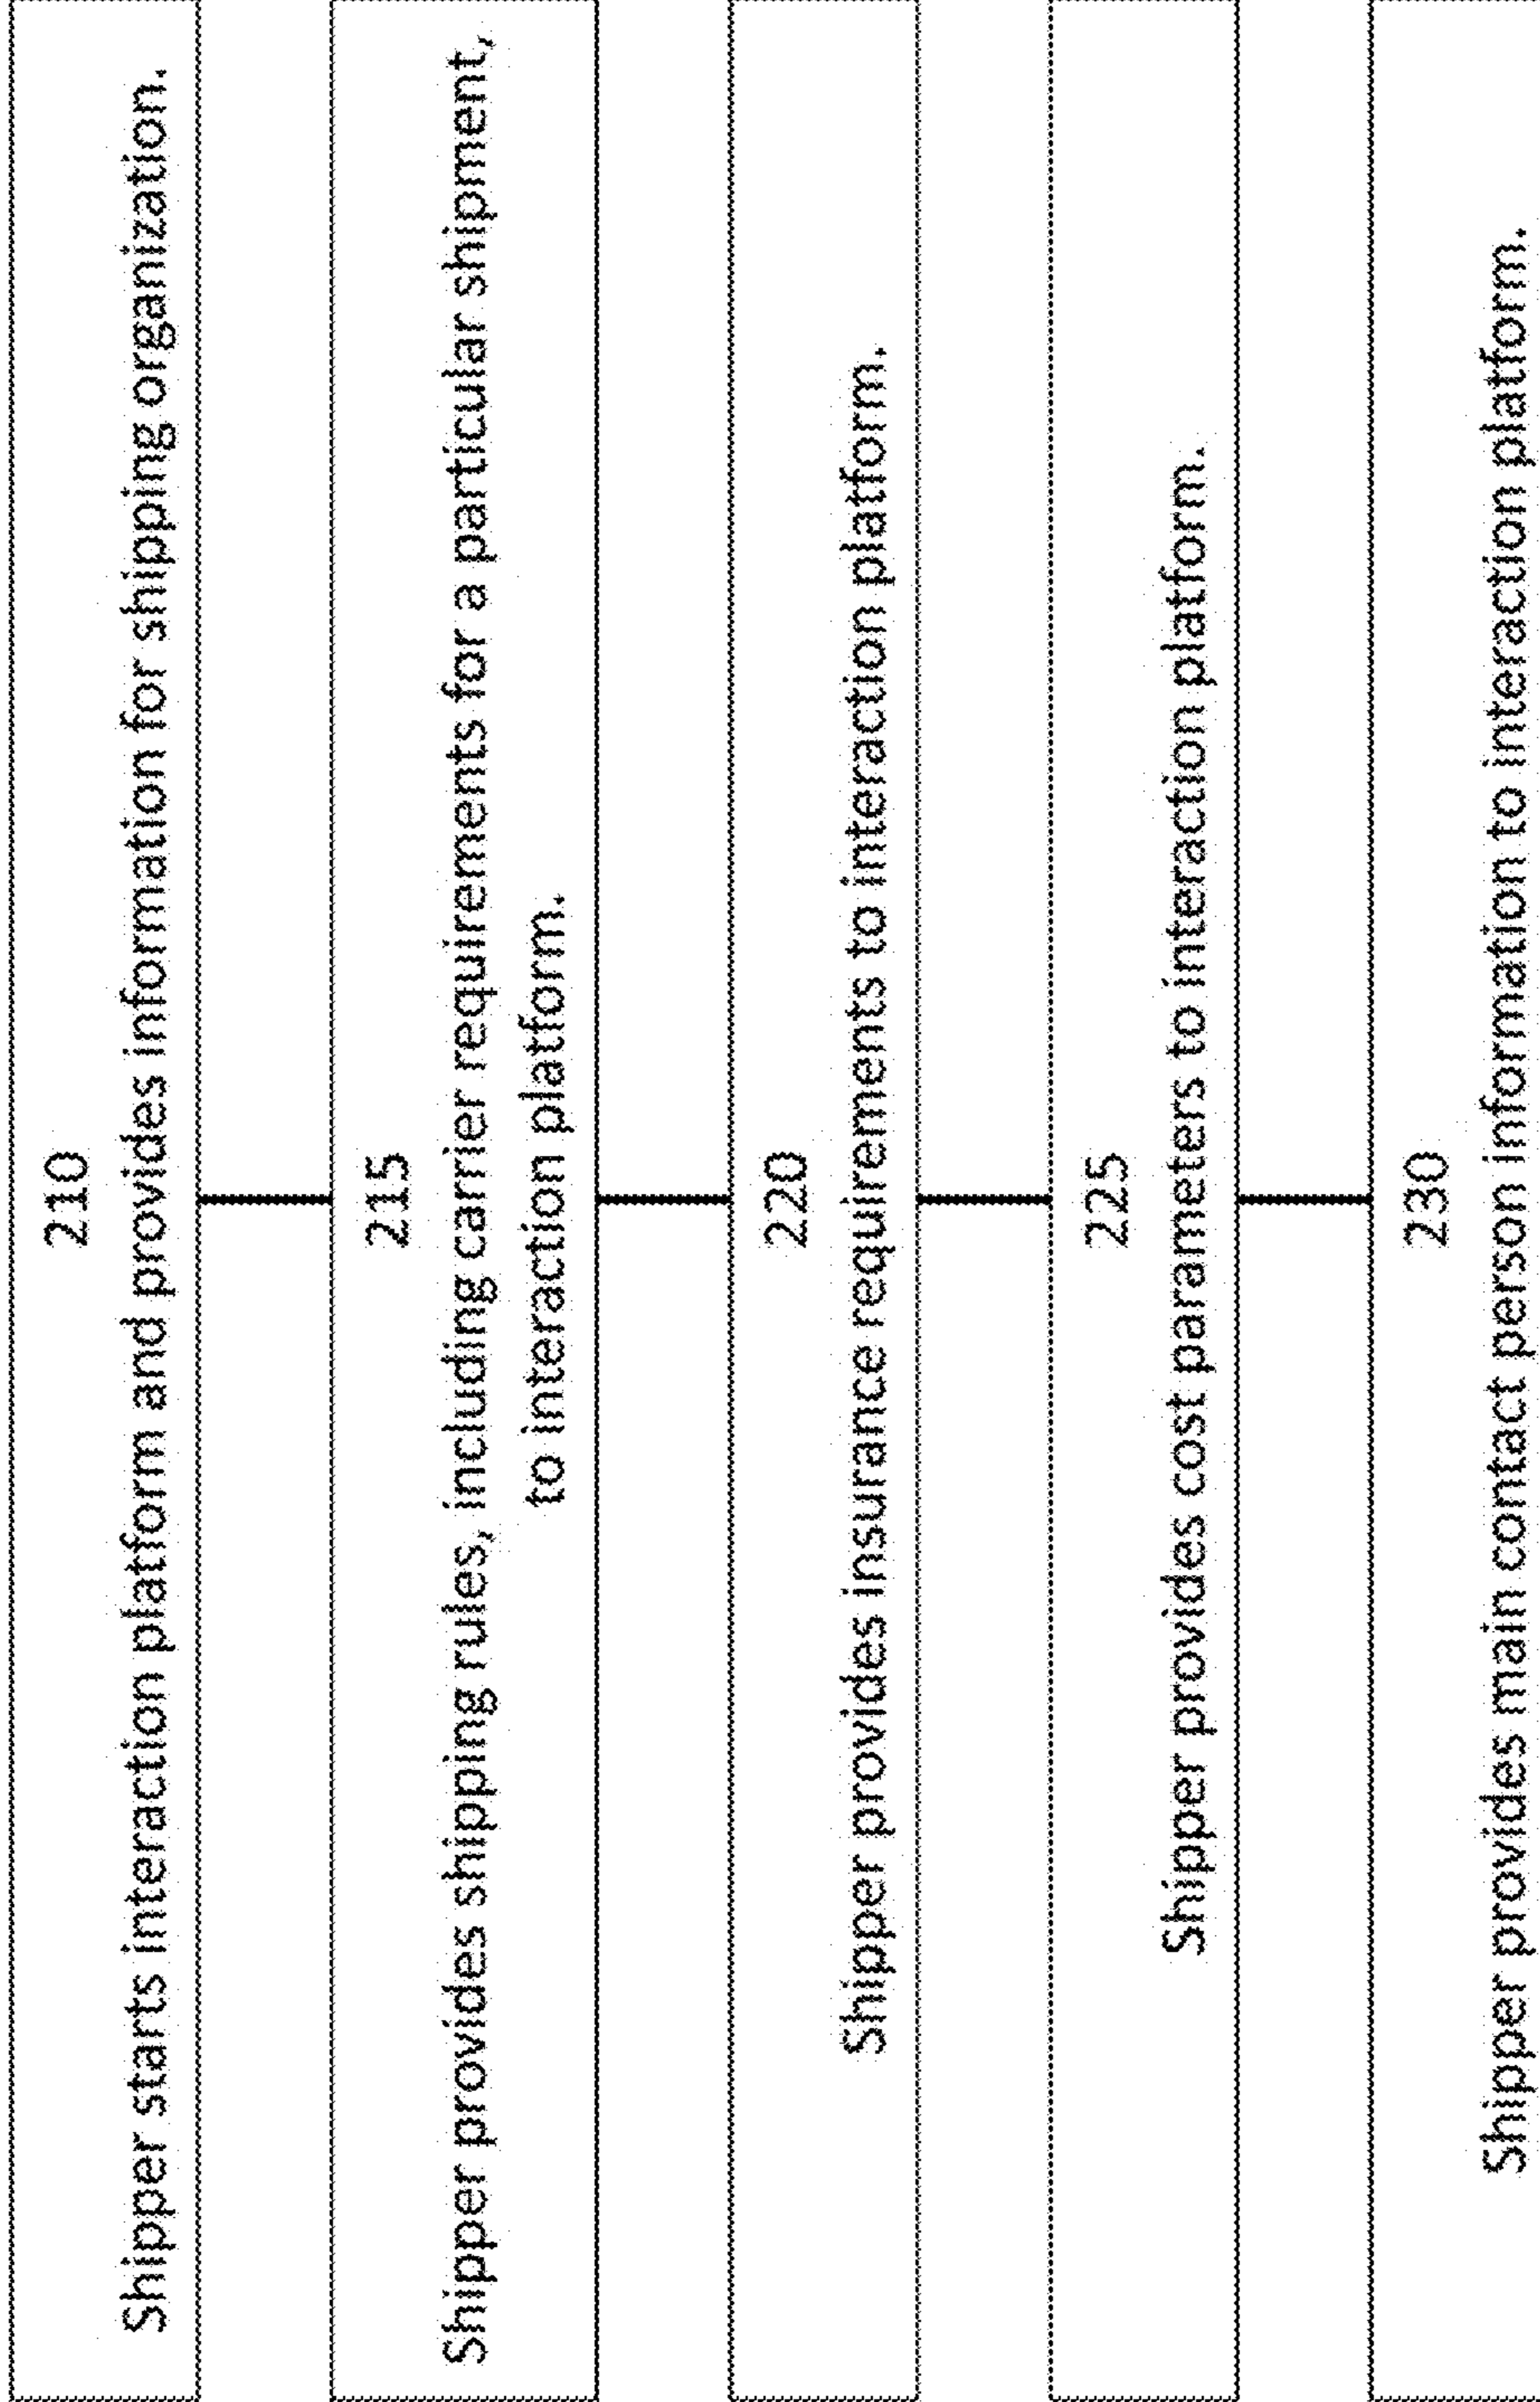 210
Shipper starts interaction platform and provides information for shipping organization.
215
Shipper provides shipping rules, including carrier requirements for a particular shipment,
to interaction platform.
220
Shipper provides insurance requirements to interaction platform.
225
Shipper provides cost parameters to interaction platform.
230
Shipper provides main contact person information to interaction platform.